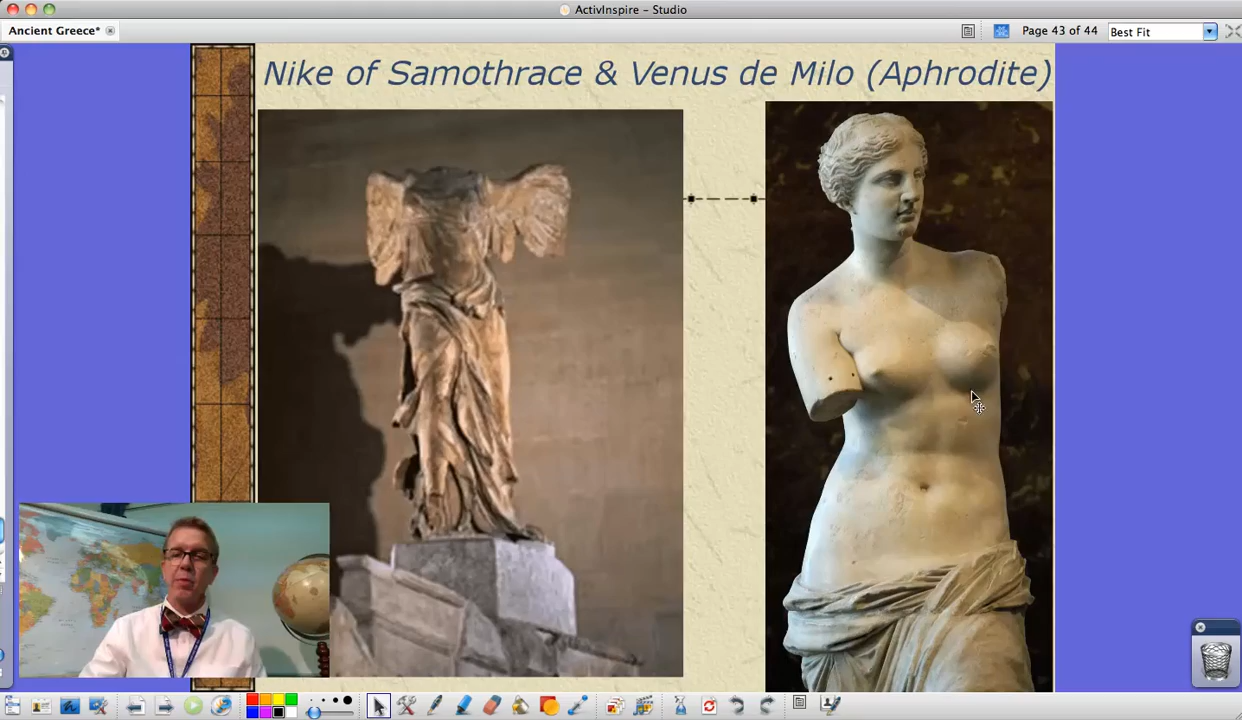 ActivInspire – Studio
Ancient Greece*
Page 43 of 44
Best Fit
Nike of Samothrace & Venus de Milo (Aphrodite)